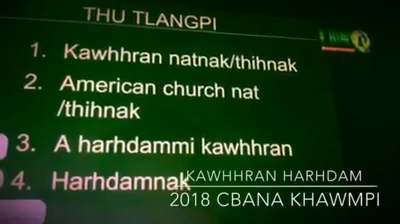 THU TLANGPI
1. Kawhhran natnak/thihnak
2. American church nat
/thihnak
3. A harhdammi kawhhran
4. Harhdamnak
KAWHHRAN HARHDAM
2018 CBANA KHAWMPI